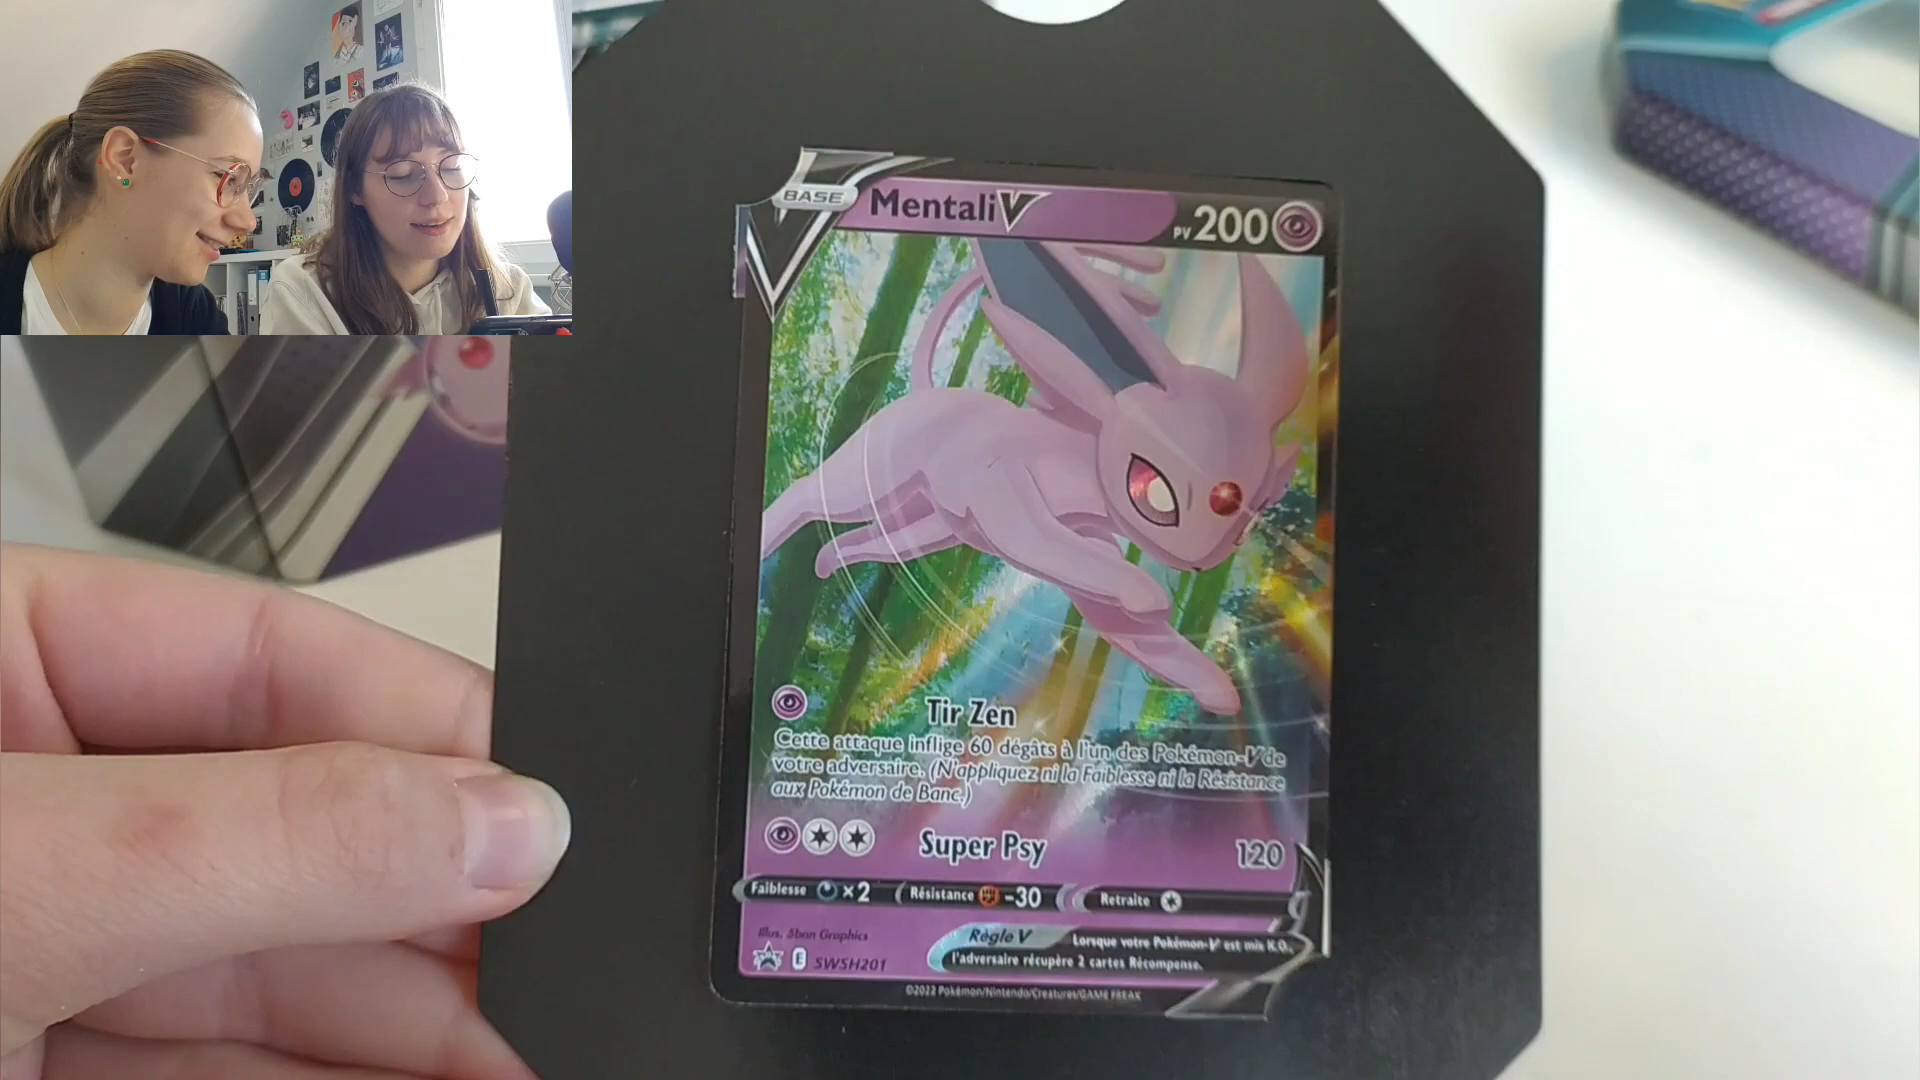 BASE
Mentali V
PV 200
Tir Zen
Cette attaque inflige 60 dégâts à l'un des Pokémon-V de
votre adversaire. (N'appliquez ni la Faiblesse ni la Résistance
aux Pokémon de Banc.)
Super Psy 120
Faiblesse ×2 Résistance -30 Retraite
Illus. 5ban Graphics
Règle V Lorsque votre Pokémon-V est mis K.O.,
l'adversaire récupère 2 cartes Récompense.
E SWSH201
©2022 Pokémon/Nintendo/Creatures/GAME FREAK